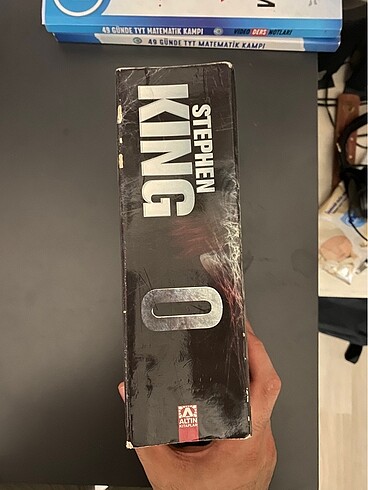 49 GÜNDE TYT MATEMATİK KAMPI
VİDEO DERS NOTLARI
49 GÜNDE TYT MATEMATİK KAMPI
STEPHEN
KING
O
ALTIN
KİTAPLAR